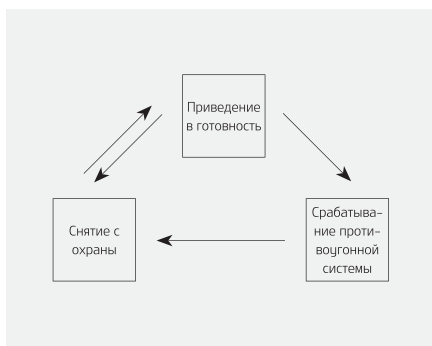 Приведение
в готовность
Снятие с
охраны
Срабатыва-
ние проти-
воугонной
системы